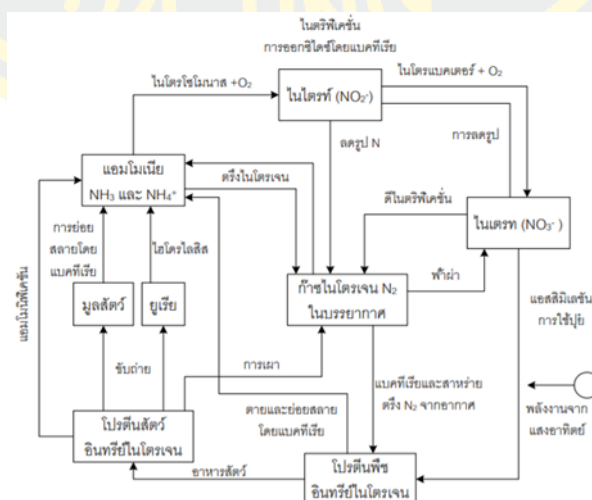 ไนตริฟิเคชั่น
การออกซิไดซ์โดยแบคทีเรีย
ไนโตรโซโมนาส +O₂
ไนไตรท์ (NO₂⁻)
ไนโตรแบคเตอร์ + O₂
ลดรูป N
การลดรูป
แอมโมเนีย
NH₃ และ NH₄⁺
ตรึงไนโตรเจน
ดีไนตริฟิเคชั่น
ไนเตรท (NO₃⁻)
การย่อย
สลายโดย
แบคทีเรีย
ไฮโดรไลสิส
ก๊าซไนโตรเจน N₂
ในบรรยากาศ
ฟ้าผ่า
แอสสิมิเลชัน
การใช้ปุ๋ย
มูลสัตว์
ยูเรีย
แอมโมนิฟิเคชัน
ขับถ่าย
การเผา
แบคทีเรียและสาหร่าย
ตรึง N₂ จากอากาศ
พลังงานจาก
แสงอาทิตย์
ตายและย่อยสลาย
โดยแบคทีเรีย
โปรตีนสัตว์
อินทรีย์ไนโตรเจน
อาหารสัตว์
โปรตีนพืช
อินทรีย์ไนโตรเจน